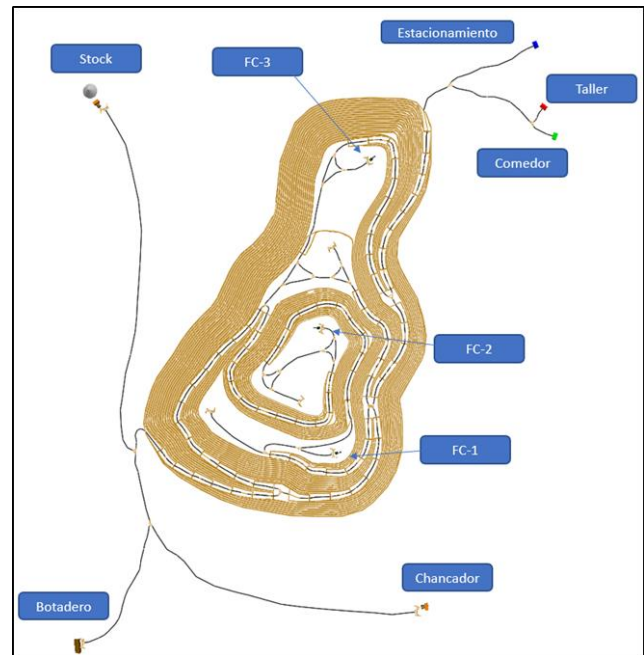 Estacionamiento
Stock
FC-3
Taller
Comedor
FC-2
FC-1
Chancador
Botadero